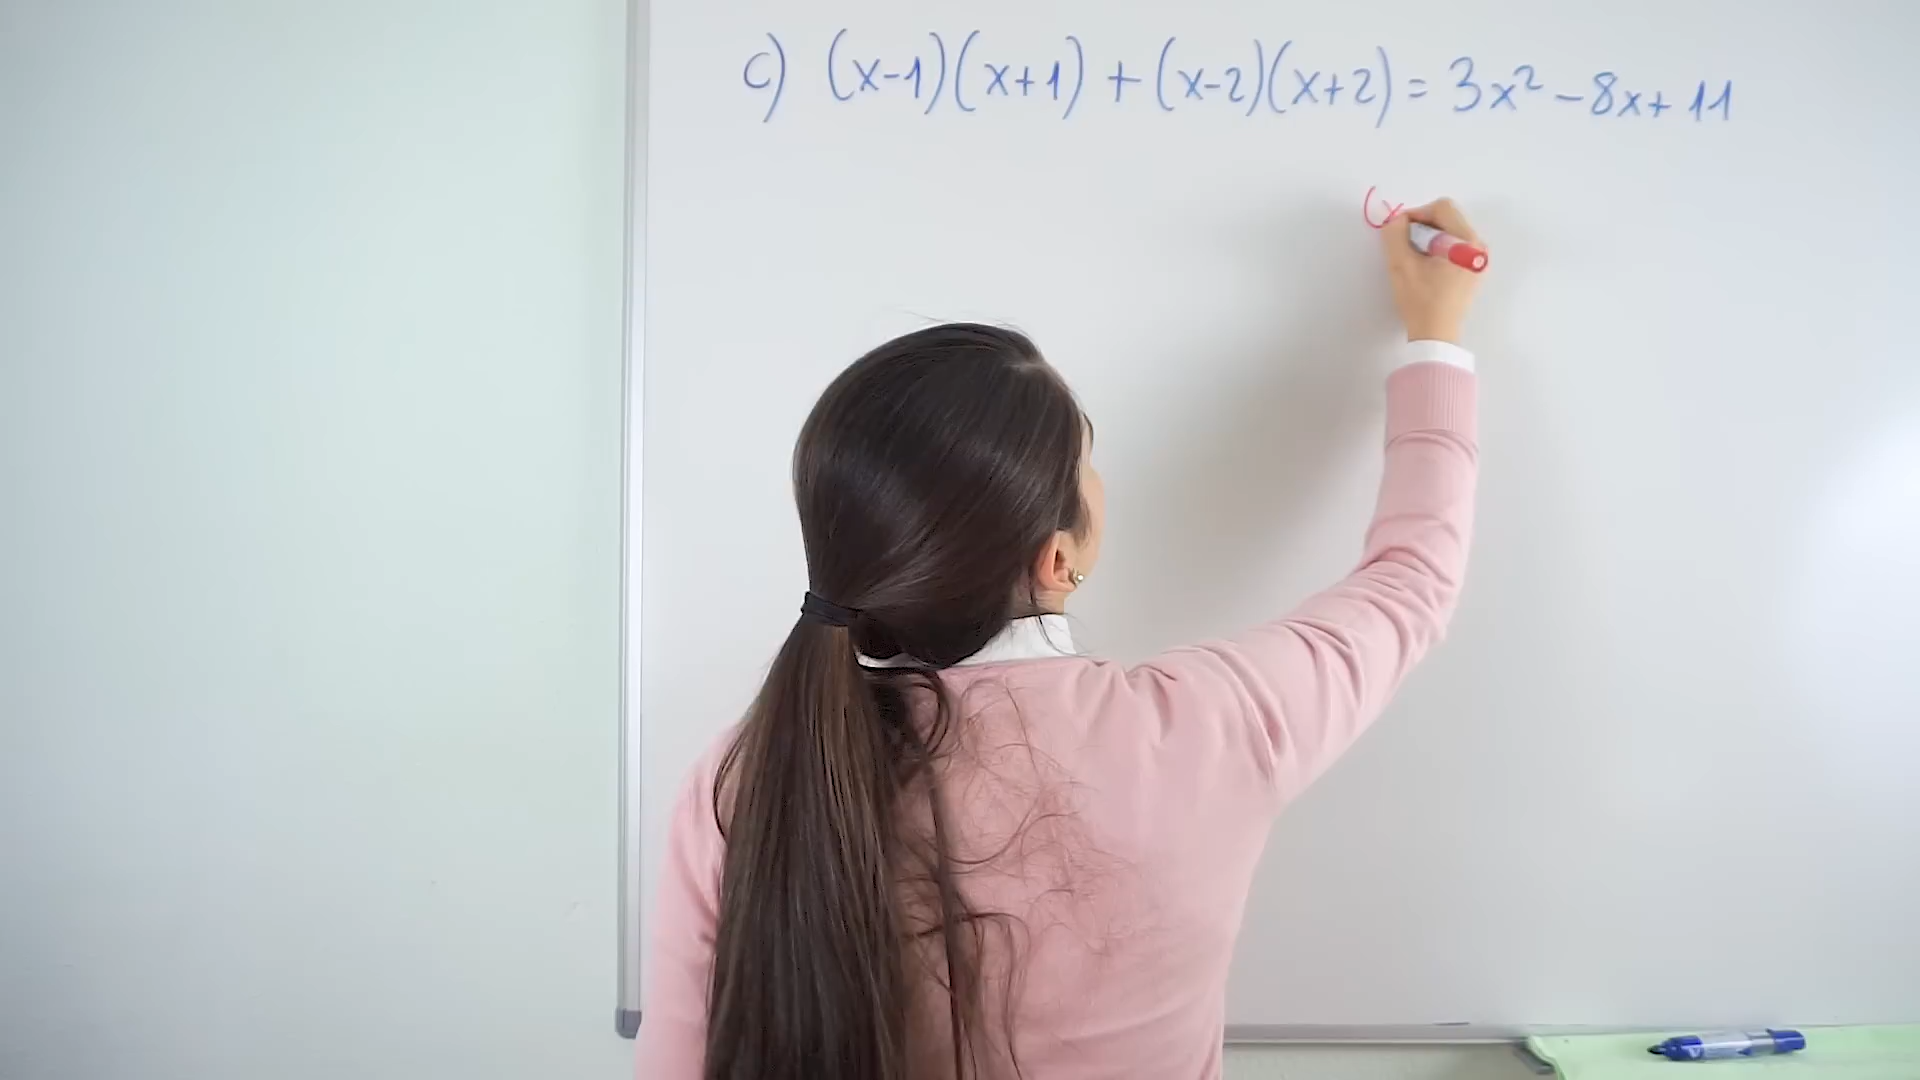 c) (x-1)(x+1) + (x-2)(x+2) = 3x² - 8x + 11
(x